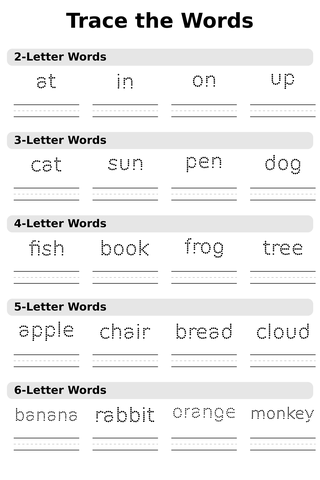 Trace the Words
2-Letter Words
at in on up
3-Letter Words
cat sun pen dog
4-Letter Words
fish book frog tree
5-Letter Words
apple chair bread cloud
6-Letter Words
banana rabbit orange monkey